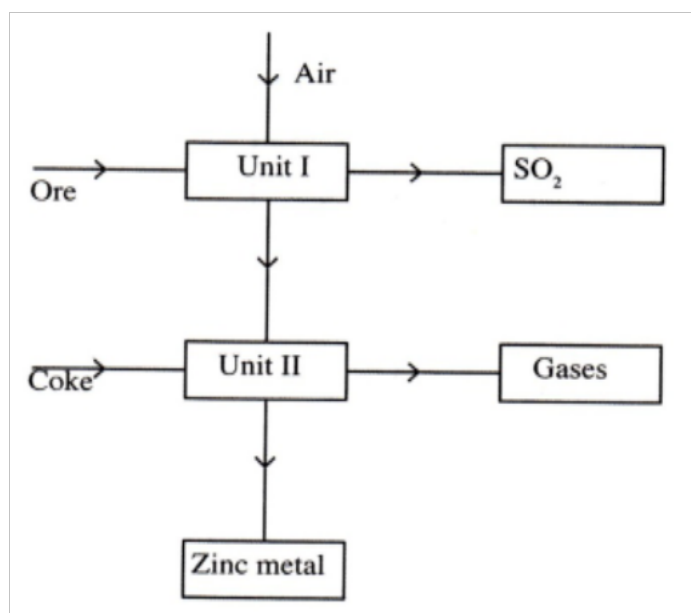 Air
Unit I
SO₂
Ore
Unit II
Gases
Coke
Zinc metal